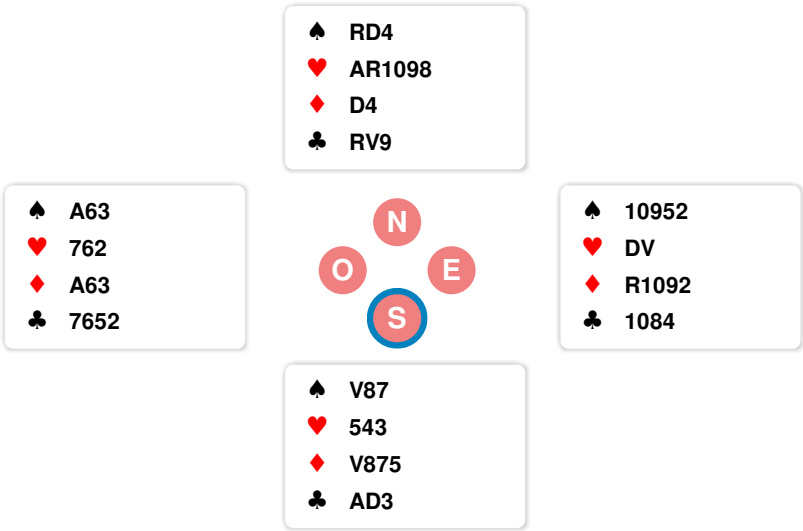 ♠ RD4
♥ AR1098
♦ D4
♣ RV9
♠ A63
♥ 762
♦ A63
♣ 7652
N
O E
S
♠ 10952
♥ DV
♦ R1092
♣ 1084
♠ V87
♥ 543
♦ V875
♣ AD3